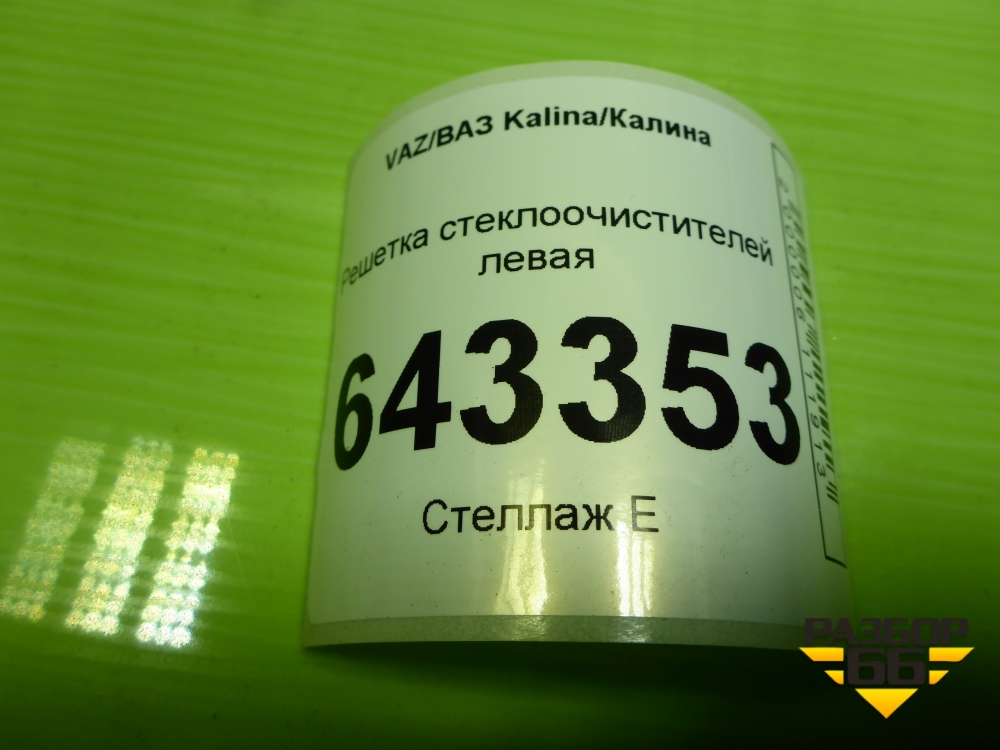 VAZ/ВАЗ Kalina/Калина
Решетка стеклоочистителей
левая
643353
Стеллаж Е
РАЗБОР
66